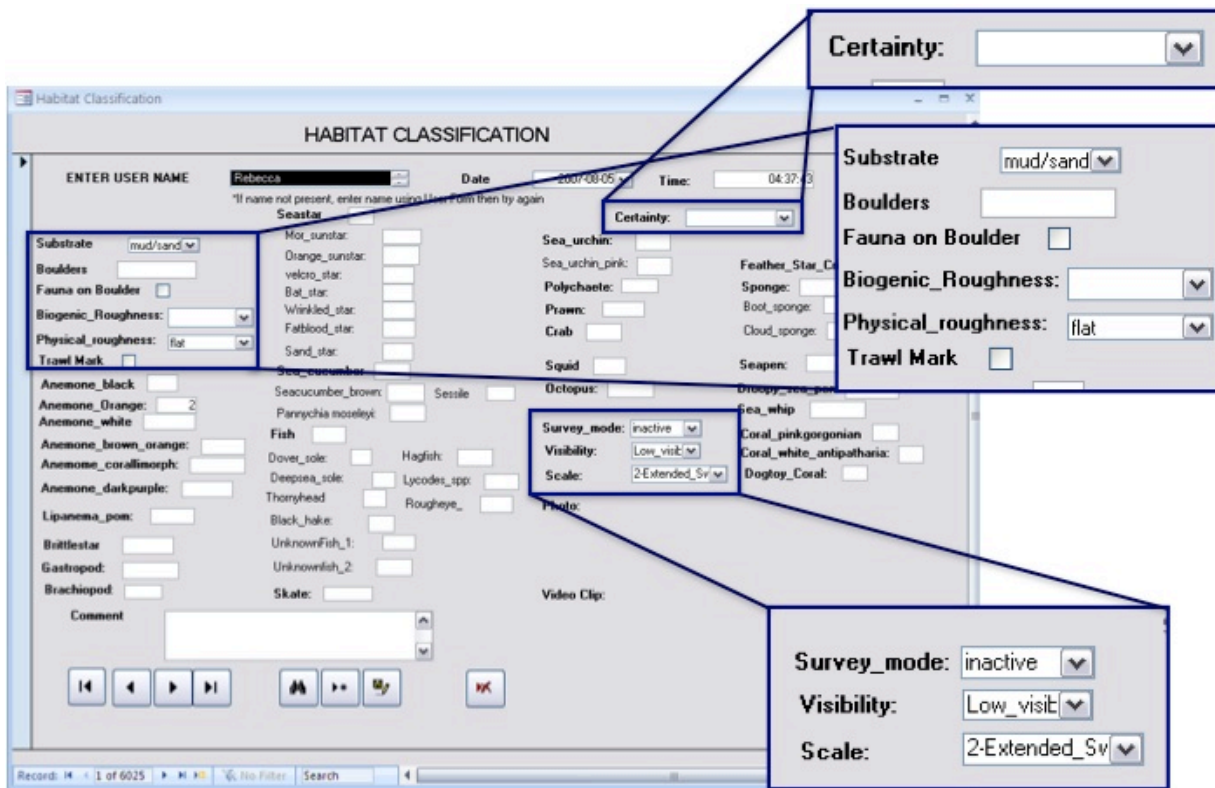 Certainty:
Habitat Classification
HABITAT CLASSIFICATION
ENTER USER NAME Rebecca Date 2007-08-05 Time: 04:37:43
*If name not present, enter name using User Form then try again
Seastar
Certainty:
Substrate mud/sand
Boulders
Fauna on Boulder
Biogenic_Roughness:
Physical_roughness: flat
Trawl Mark
Anemone_black
Anemone_Orange: 2
Anemone_white
Anemone_brown_orange:
Anemome_corallimorph:
Anemone_darkpurple:
Lipanema_pom:
Brittlestar
Gastropod:
Brachiopod:
Comment
Mor_sunstar:
Orange_sunstar:
velcro_star:
Bat_star:
Wrinkled_star:
Fatblood_star:
Sand_star:
Sea_cucumber
Seacucumber_brown: Sessile
Pannychia moseleyi:
Fish
Dover_sole: Hagfish:
Deepsea_sole: Lycodes_spp:
Thornyhead Rougheye_
Black_hake:
UnknownFish_1:
Unknownfish_2:
Skate:
Sea_urchin:
Sea_urchin_pink:
Polychaete:
Prawn:
Crab
Squid
Octopus:
Survey_mode: inactive
Visibility: Low_visib
Scale: 2-Extended_Sv
Photo:
Video Clip:
Feather_Star_C
Sponge:
Boot_sponge:
Cloud_sponge:
Seapen:
Sea_whip
Coral_pinkgorgonian
Coral_white_antipatharia:
Dogtoy_Coral:
Substrate mud/sand
Boulders
Fauna on Boulder
Biogenic_Roughness:
Physical_roughness: flat
Trawl Mark
Survey_mode: inactive
Visibility: Low_visib
Scale: 2-Extended_Sv
Record: 1 of 6025 No Filter Search